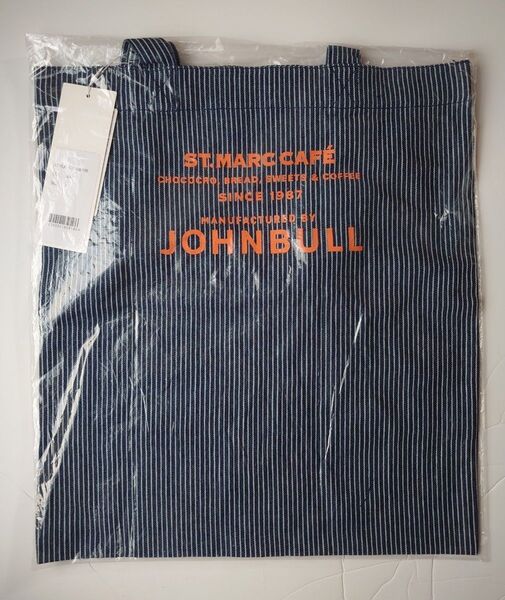 ST.MARC CAFÉ
CHOCOCRO, BREAD, SWEETS & COFFEE
SINCE 1987
MANUFACTURED BY
JOHNBULL